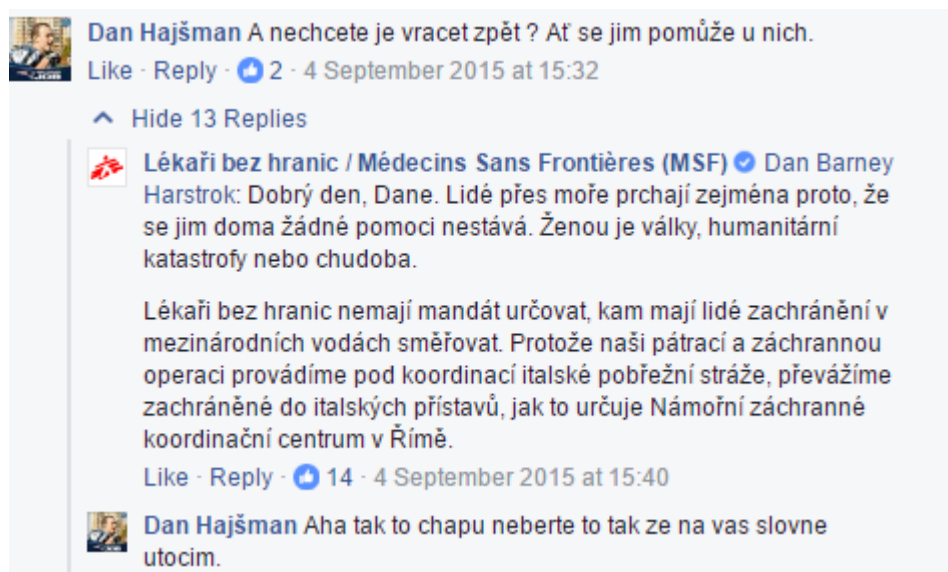 Dan Hajšman A nechcete je vracet zpět ? Ať se jim pomůže u nich.
Like · Reply · 2 · 4 September 2015 at 15:32
Hide 13 Replies
Lékaři bez hranic / Médecins Sans Frontières (MSF) Dan Barney
Harstrok: Dobrý den, Dane. Lidé přes moře prchají zejména proto, že
se jim doma žádné pomoci nestává. Ženou je války, humanitární
katastrofy nebo chudoba.
Lékaři bez hranic nemají mandát určovat, kam mají lidé zachránění v
mezinárodních vodách směřovat. Protože naši pátrací a záchrannou
operaci provádíme pod koordinací italské pobřežní stráže, převážíme
zachráněné do italských přístavů, jak to určuje Námořní záchranné
koordinační centrum v Římě.
Like · Reply · 14 · 4 September 2015 at 15:40
Dan Hajšman Aha tak to chapu neberte to tak ze na vas slovne
utocim.